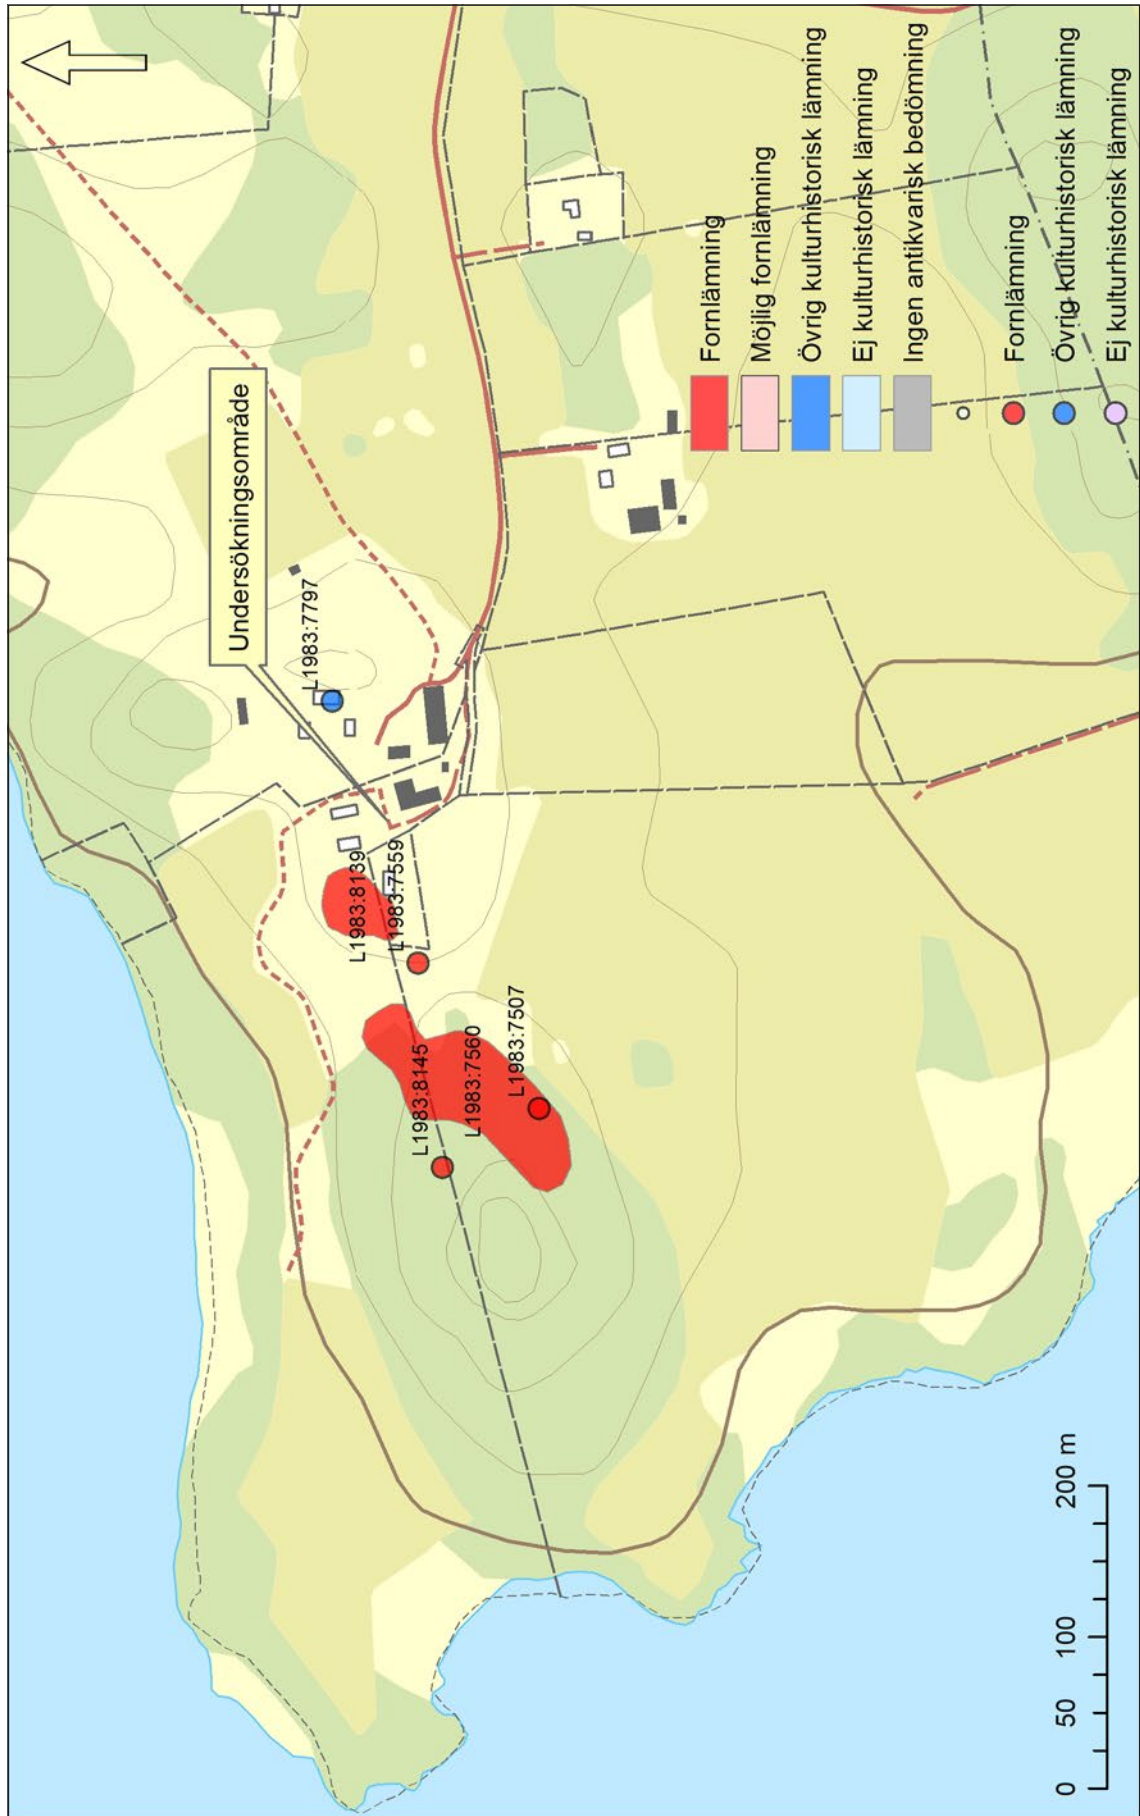 Undersökningsområde
L1983:7797
L1983:8139
L1983:7559
L1983:8145
L1983:7560
L1983:7507
Fornlämning
Möjlig fornlämning
Övrig kulturhistorisk lämning
Ej kulturhistorisk lämning
Ingen antikvarisk bedömning
Fornlämning
Övrig kulturhistorisk lämning
Ej kulturhistorisk lämning
0 50 100 200 m